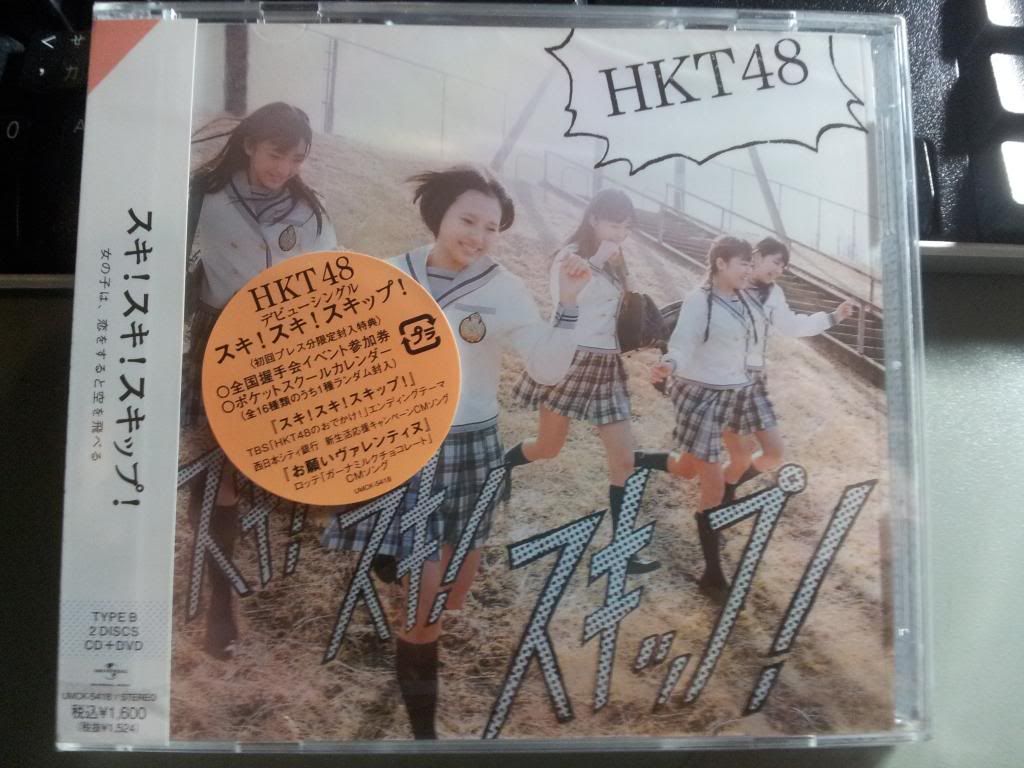 HKT48
スキ！スキ！スキップ！
女の子は、恋をすると空を飛べる
HKT48
デビューシングル
スキ！スキ！スキップ！
（初回プレス分限定封入特典）
○全国握手会イベント参加券
○ポケットスクールカレンダー
（全16種類のうち1種ランダム封入）
プラ
『スキ！スキ！スキップ！』
TBS「HKT48のおでかけ！」エンディングテーマ
西日本シティ銀行 新生活応援キャンペーンCMソング
『お願いヴァレンティヌ』
ロッテ「ガーナミルクチョコレート」
CMソング
UMCK-5418
スキ！スキ！スキップ！
TYPE B
2 DISCS
CD+DVD
UNIVERSAL
UMCK-5418 / STEREO
税込¥1,600
(税抜¥1,524)